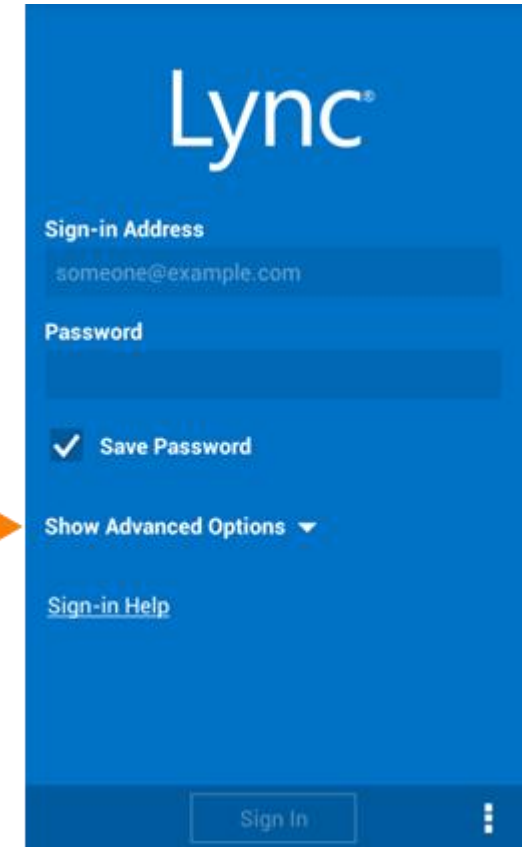 Lync®
Sign-in Address
someone@example.com
Password
Save Password
Show Advanced Options
Sign-in Help
Sign In